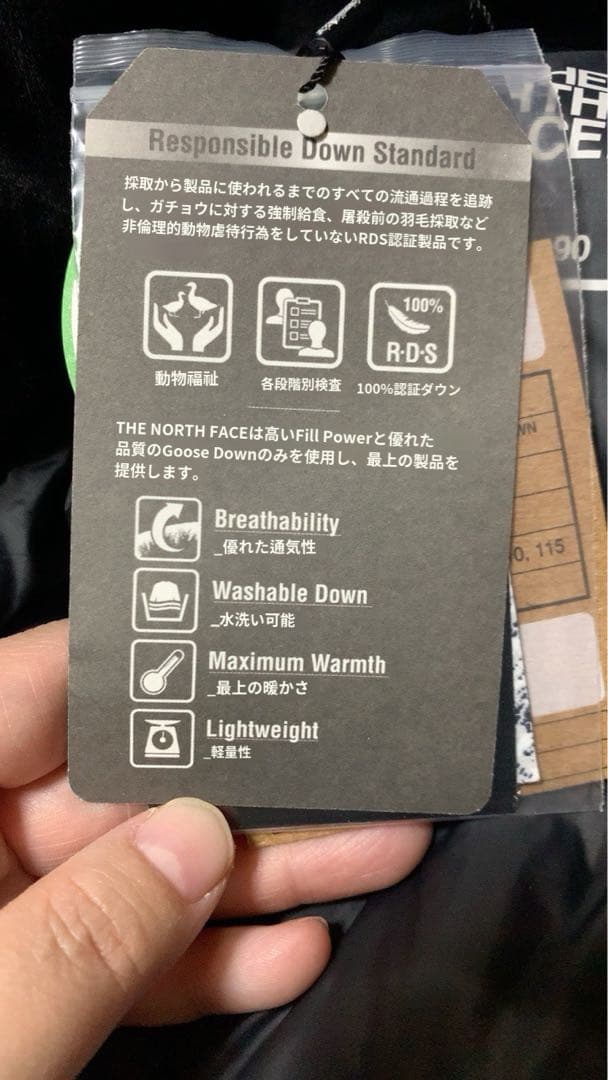 Responsible Down Standard
採取から製品に使われるまでのすべての流通過程を追跡
し、ガチョウに対する強制給食、屠殺前の羽毛採取など
非倫理的動物虐待行為をしていないRDS認証製品です。
100%
R·D·S
動物福祉
各段階別検査
100%認証ダウン
THE NORTH FACEは高いFill Powerと優れた
品質のGoose Downのみを使用し、最上の製品を
提供します。
Breathability
_優れた通気性
Washable Down
_水洗い可能
Maximum Warmth
_最上の暖かさ
Lightweight
_軽量性
TH
FACE
90
WN
0, 115